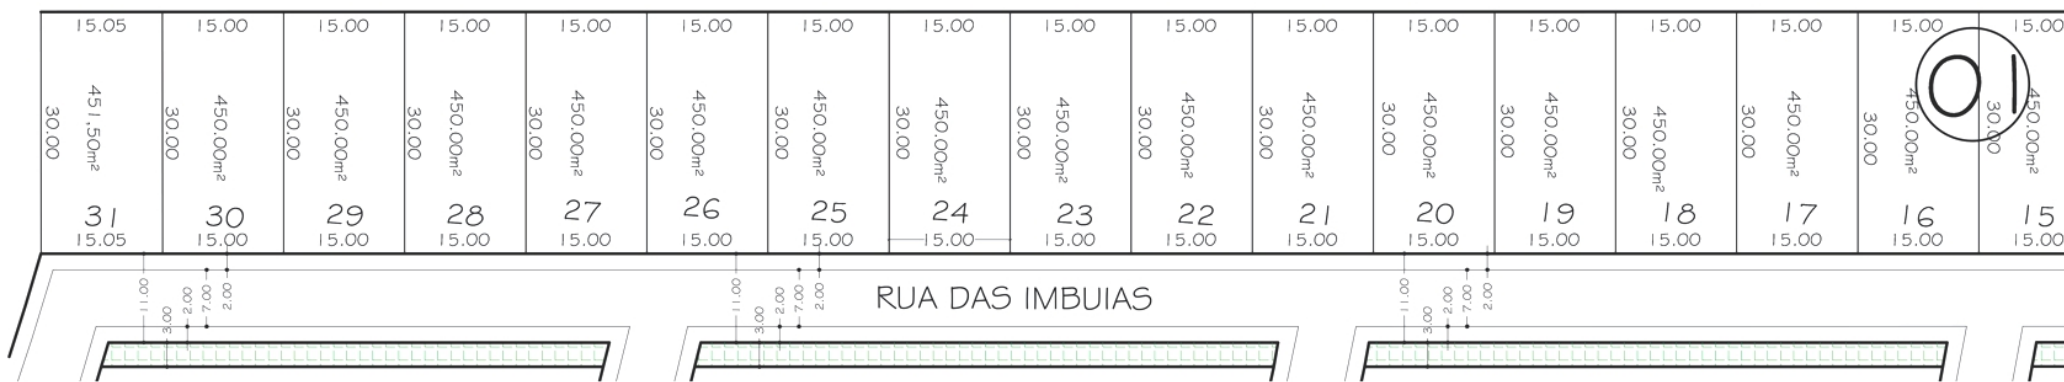 15.05 15.00 15.00 15.00 15.00 15.00 15.00 15.00 15.00 15.00 15.00 15.00 15.00 15.00 15.00 15.00 15.00
01
30.00 451,50m² 30.00 450.00m² 30.00 450.00m² 30.00 450.00m² 30.00 450.00m² 30.00 450.00m² 30.00 450.00m² 30.00 450.00m² 30.00 450.00m² 30.00 450.00m² 30.00 450.00m² 30.00 450.00m² 30.00 450.00m² 30.00 450.00m² 30.00 450.00m² 30.00 450.00m² 30.00 450.00m²
31 30 29 28 27 26 25 24 23 22 21 20 19 18 17 16 15
15.05 15.00 15.00 15.00 15.00 15.00 15.00 15.00 15.00 15.00 15.00 15.00 15.00 15.00 15.00 15.00 15.00
11.00 3.00 2.00 7.00 2.00 11.00 3.00 2.00 7.00 2.00 RUA DAS IMBUIAS 11.00 3.00 2.00 7.00 2.00